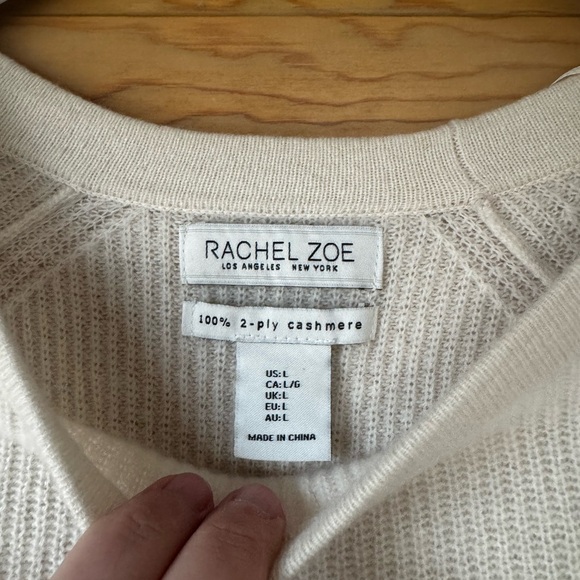 RACHEL ZOE
LOS ANGELES NEW YORK
100% 2-ply cashmere
US: L
CA: L/G
UK: L
EU: L
AU: L
MADE IN CHINA